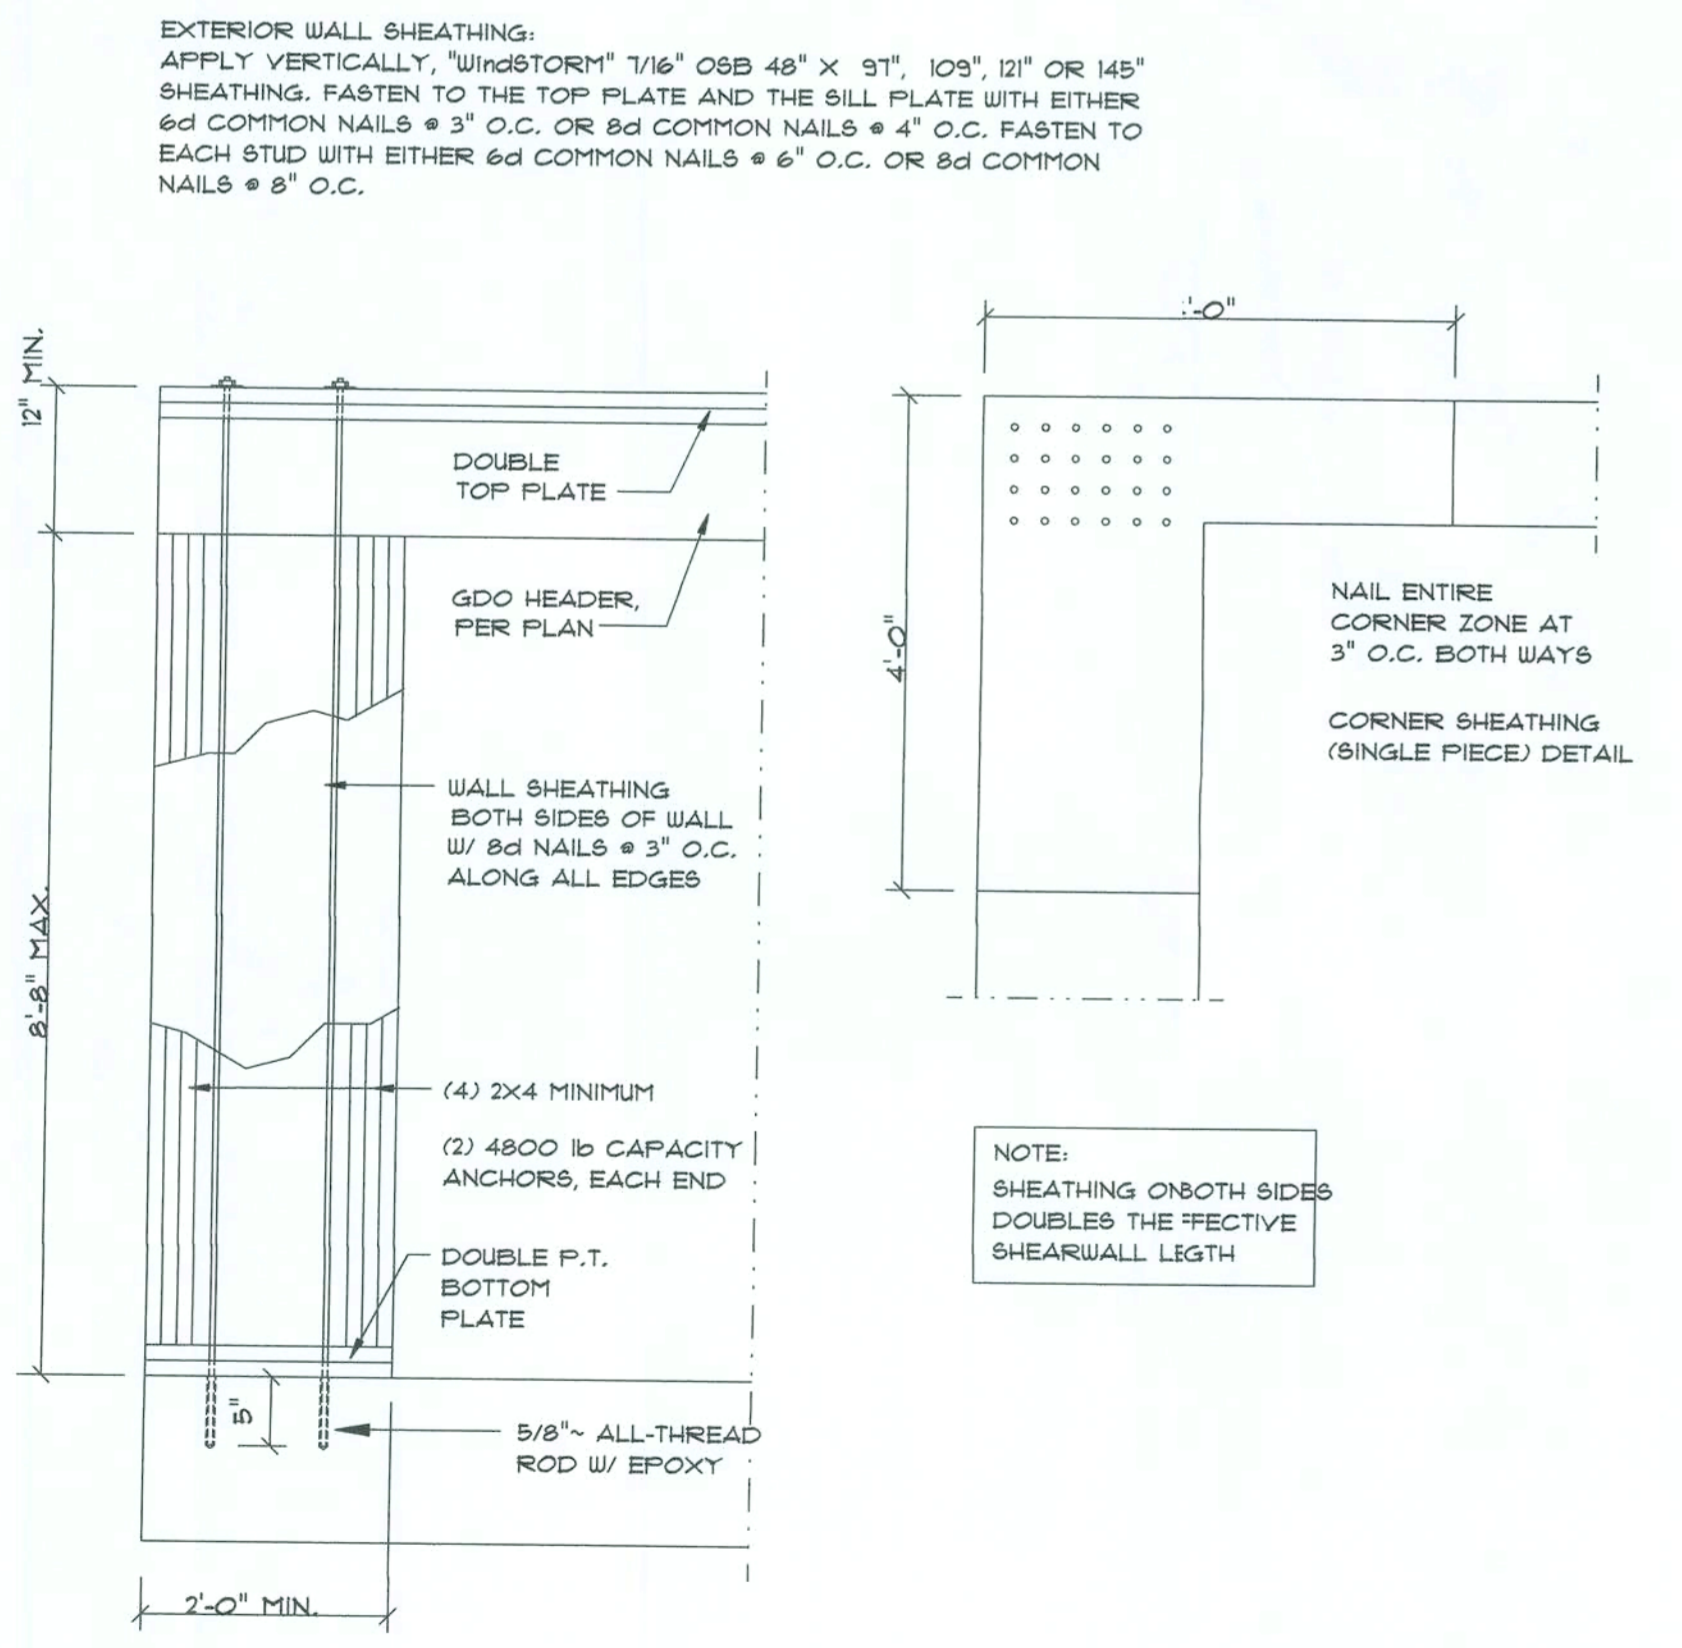 EXTERIOR WALL SHEATHING:
APPLY VERTICALLY, "WindSTORM" 7/16" OSB 48" X 97", 109", 121" OR 145"
SHEATHING. FASTEN TO THE TOP PLATE AND THE SILL PLATE WITH EITHER
6d COMMON NAILS @ 3" O.C. OR 8d COMMON NAILS @ 4" O.C. FASTEN TO
EACH STUD WITH EITHER 6d COMMON NAILS @ 6" O.C. OR 8d COMMON
NAILS @ 8" O.C.
12" MIN.
DOUBLE
TOP PLATE
GDO HEADER,
PER PLAN
8'-8" MAX.
WALL SHEATHING
BOTH SIDES OF WALL
W/ 8d NAILS @ 3" O.C.
ALONG ALL EDGES
(4) 2X4 MINIMUM
(2) 4800 lb CAPACITY
ANCHORS, EACH END
DOUBLE P.T.
BOTTOM
PLATE
5"
5/8"~ ALL-THREAD
ROD W/ EPOXY
2'-0" MIN.
'-0"
4'-0"
NAIL ENTIRE
CORNER ZONE AT
3" O.C. BOTH WAYS
CORNER SHEATHING
(SINGLE PIECE) DETAIL
NOTE:
SHEATHING ONBOTH SIDES
DOUBLES THE FFECTIVE
SHEARWALL LEGTH